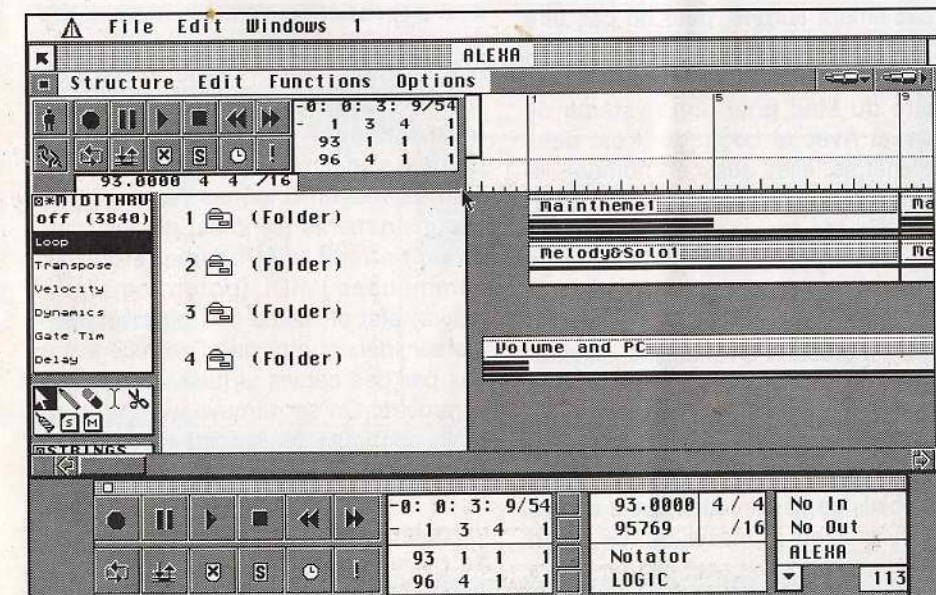 File Edit Windows 1
ALEXA
Structure Edit Functions Options
-0: 0: 3: 9/54
- 1 3 4 1
93 1 1 1
96 4 1 1
93.0000 4 4 /16
1 5 9
MIDITHRU
Off (3840)
Loop
Transpose
Velocity
Dynamics
Gate Tim
Delay
1 (Folder)
2 (Folder)
3 (Folder)
4 (Folder)
Maintheme1
Ma
Melody&Solo1
Me
Volume and PC
S M
STRINGS
-0: 0: 3: 9/54
- 1 3 4 1
93 1 1 1
96 4 1 1
93.0000 4 / 4
95769 /16
Notator
LOGIC
No In
No Out
ALEXA
113